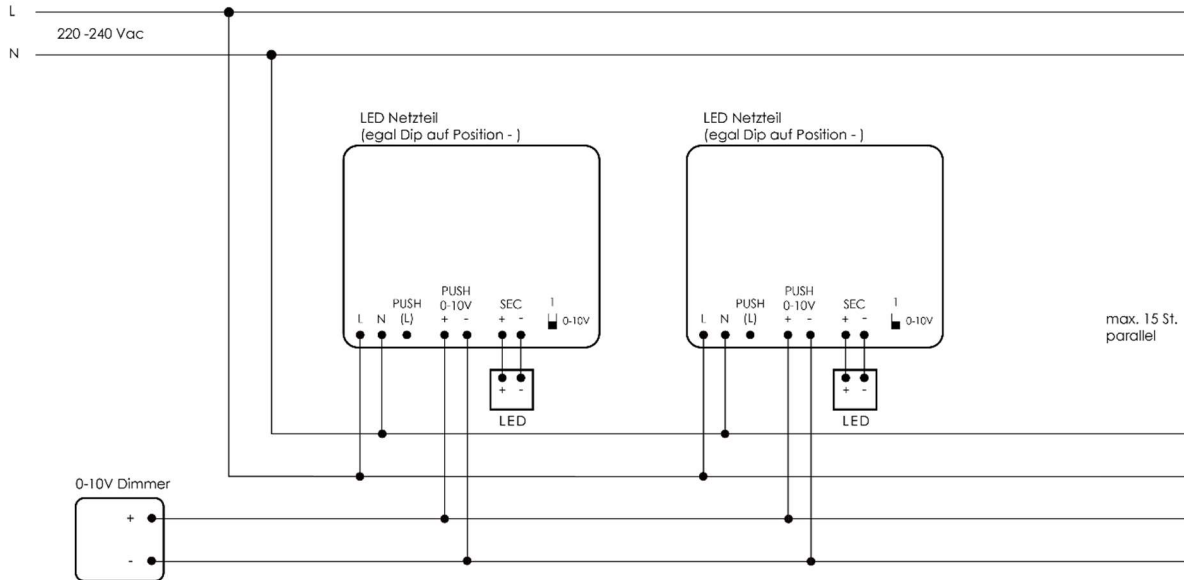 L
220 -240 Vac
N
LED Netzteil
(egal Dip auf Position - )
LED Netzteil
(egal Dip auf Position - )
PUSH
0-10V
PUSH
(L)
SEC
1
L N + - + - 0-10V
PUSH
0-10V
PUSH
(L)
SEC
1
L N + - + - 0-10V
max. 15 St.
parallel
+ -
LED
+ -
LED
0-10V Dimmer
+
-